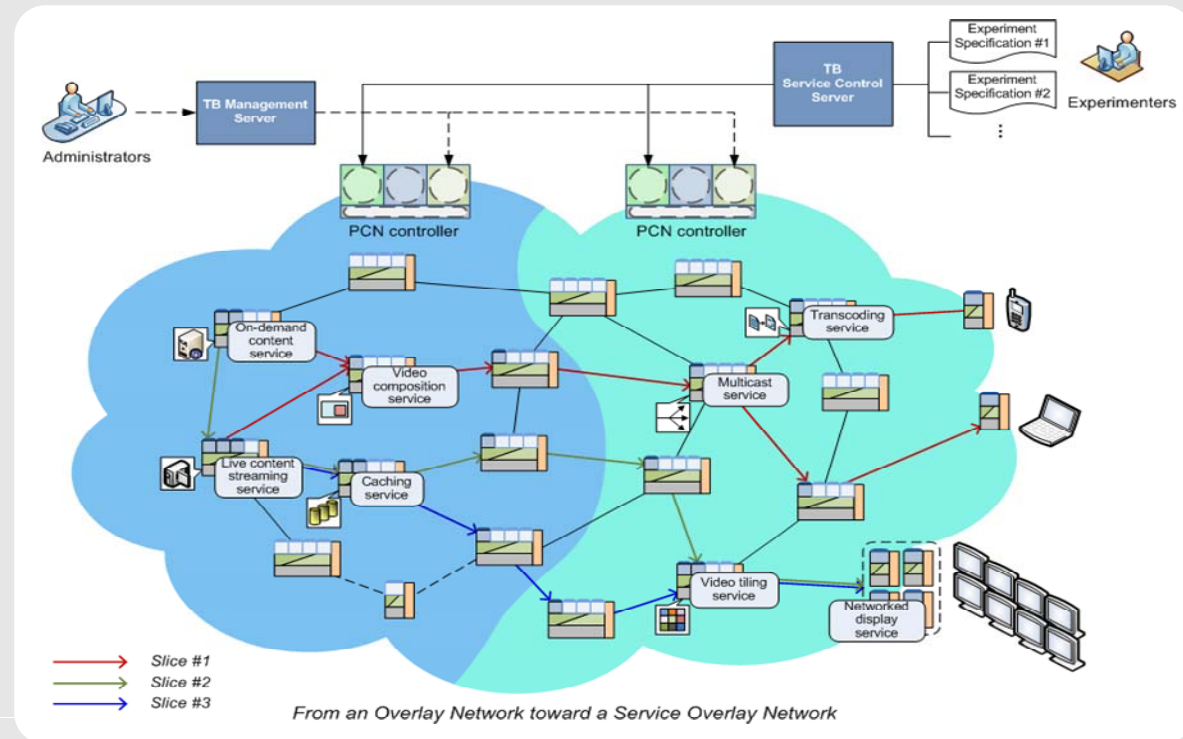 Experiment
Specification #1
TB
Service Control
Server
Experiment
Specification #2
Experimenters
TB Management
Server
Administrators
PCN controller
PCN controller
On-demand
content
service
Transcoding
service
Video
composition
service
Multicast
service
Live content
streaming
service
Caching
service
Video tiling
service
Networked
display
service
Slice #1
Slice #2
Slice #3
From an Overlay Network toward a Service Overlay Network